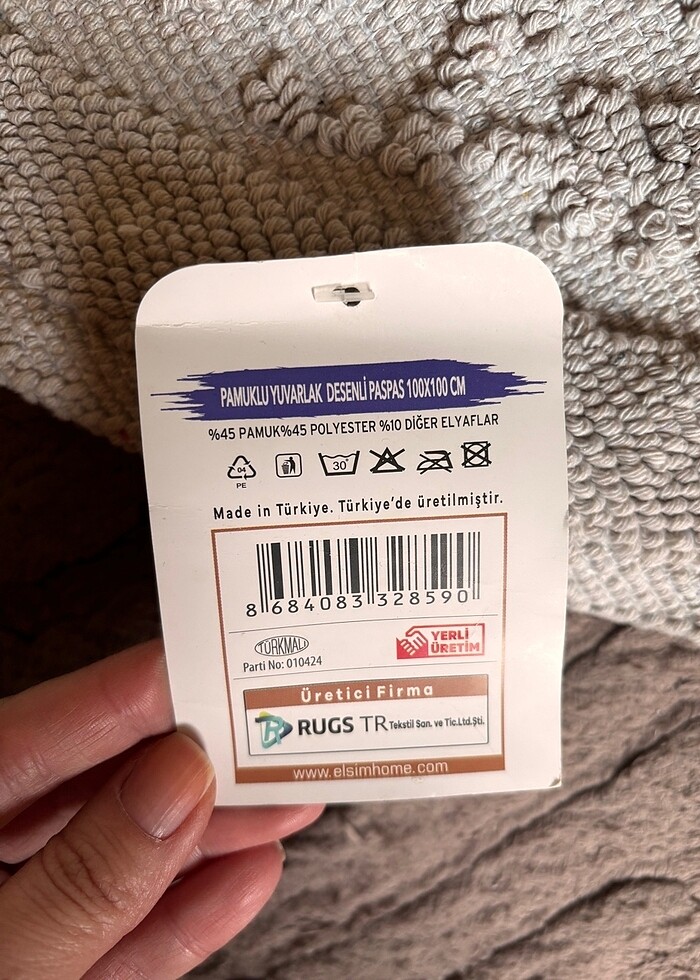 PAMUKLU YUVARLAK DESENLİ PASPAS 100X100 CM
%45 PAMUK%45 POLYESTER %10 DİĞER ELYAFLAR
04
PE
30°
Made in Türkiye. Türkiye'de üretilmiştir.
8 684083 328590
TÜRKMALI
Parti No: 010424
YERLİ
ÜRETİM
Üretici Firma
TR RUGS TR Tekstil San. ve Tic.Ltd.Şti.
www.elsimhome.com